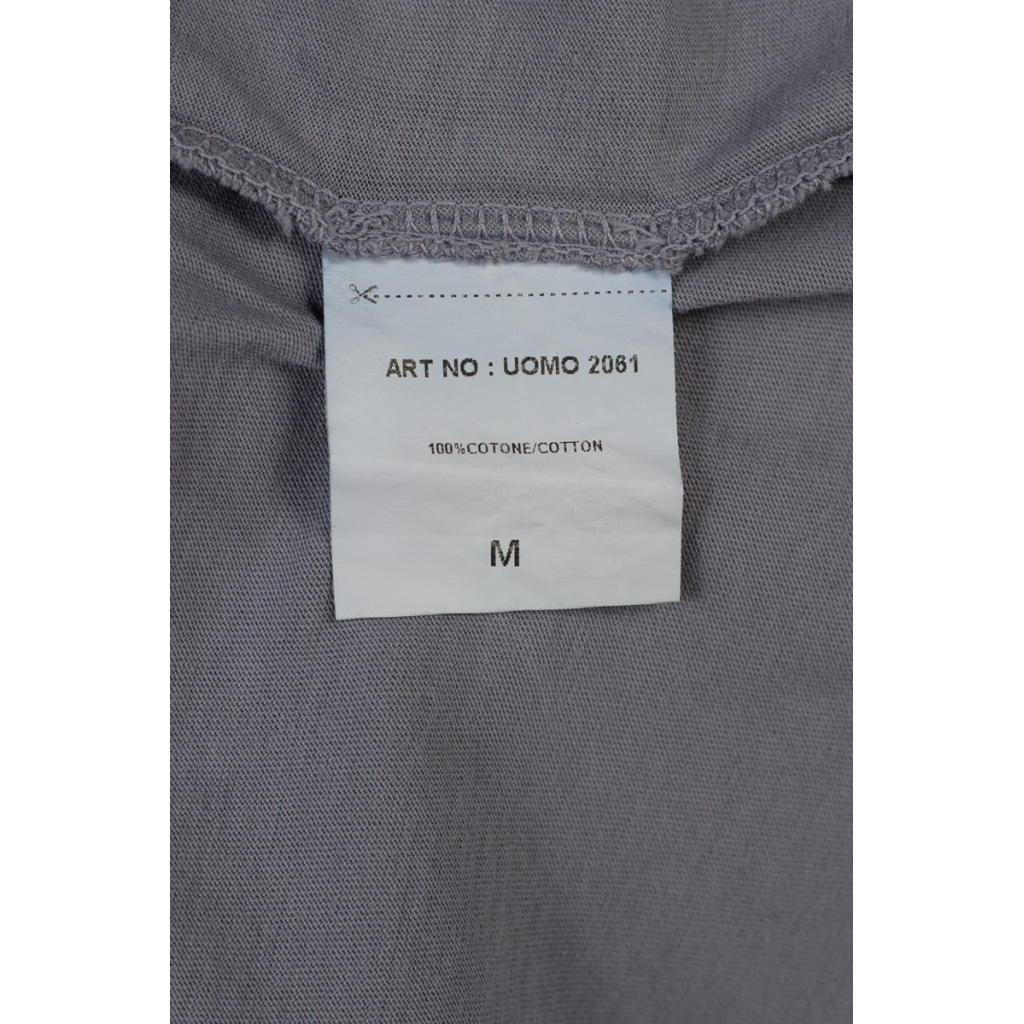 ART NO : UOMO 2061
100%COTONE/COTTON
M